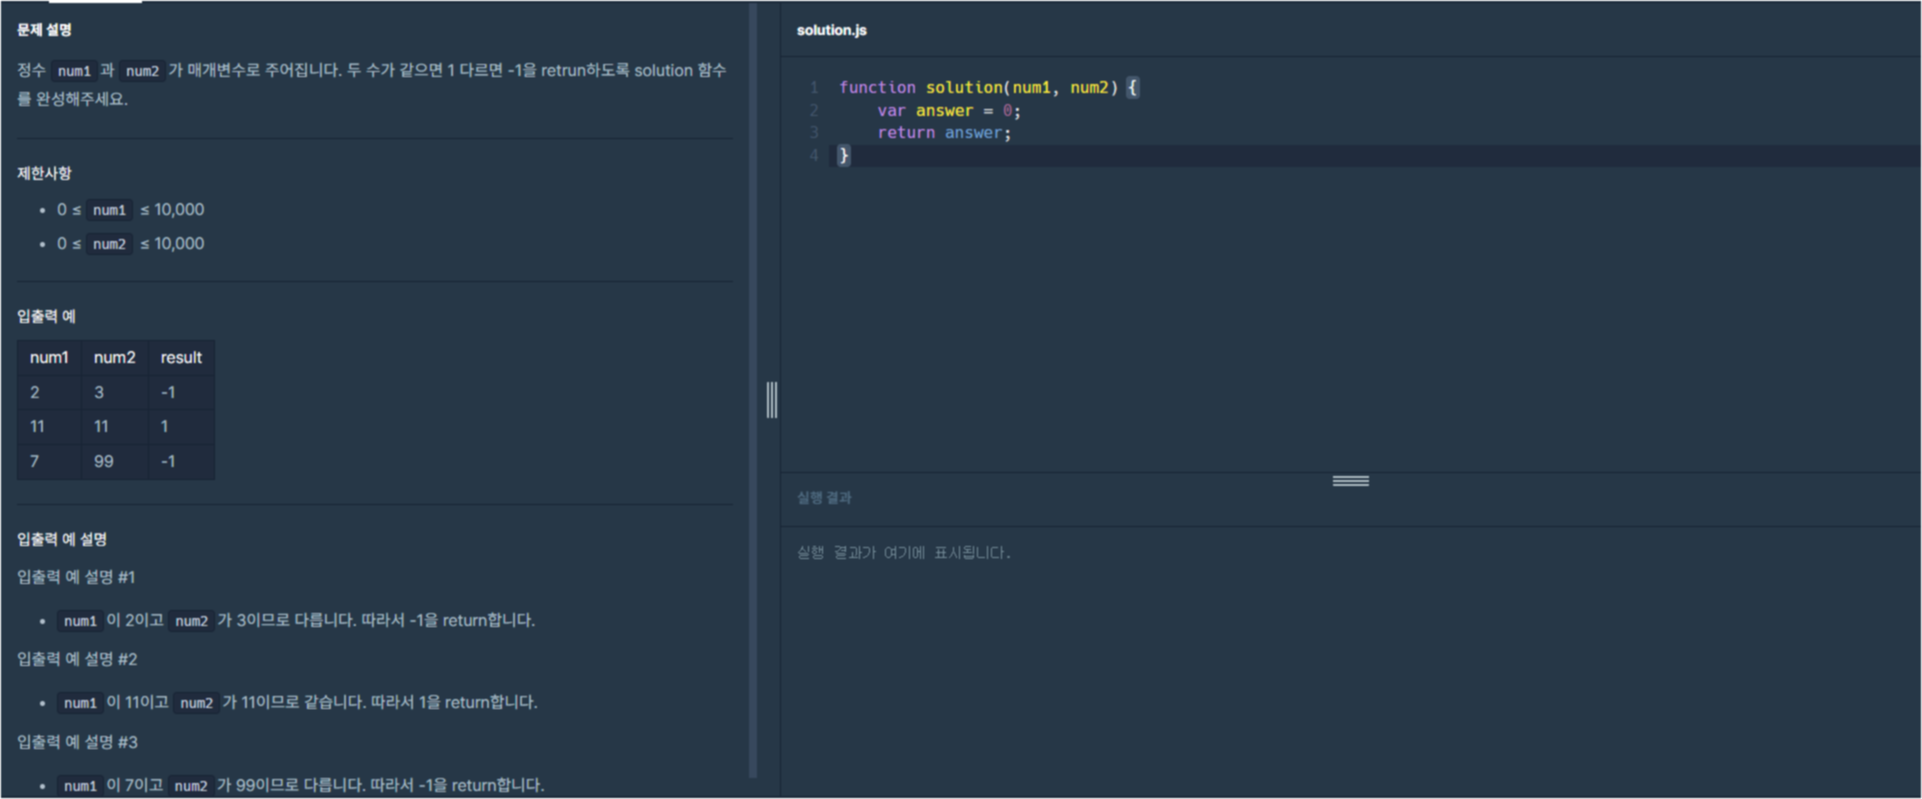 문제 설명
정수 num1 과 num2 가 매개변수로 주어집니다. 두 수가 같으면 1 다르면 -1을 retrun하도록 solution 함수
를 완성해주세요.
제한사항
• 0 ≤ num1 ≤ 10,000
• 0 ≤ num2 ≤ 10,000
입출력 예
num1 num2 result
2 3 -1
11 11 1
7 99 -1
입출력 예 설명
입출력 예 설명 #1
• num1 이 2이고 num2 가 3이므로 다릅니다. 따라서 -1을 return합니다.
입출력 예 설명 #2
• num1 이 11이고 num2 가 11이므로 같습니다. 따라서 1을 return합니다.
입출력 예 설명 #3
• num1 이 7이고 num2 가 99이므로 다릅니다. 따라서 -1을 return합니다.
solution.js
1 function solution(num1, num2) {
2     var answer = 0;
3     return answer;
4 }
실행 결과
실행 결과가 여기에 표시됩니다.